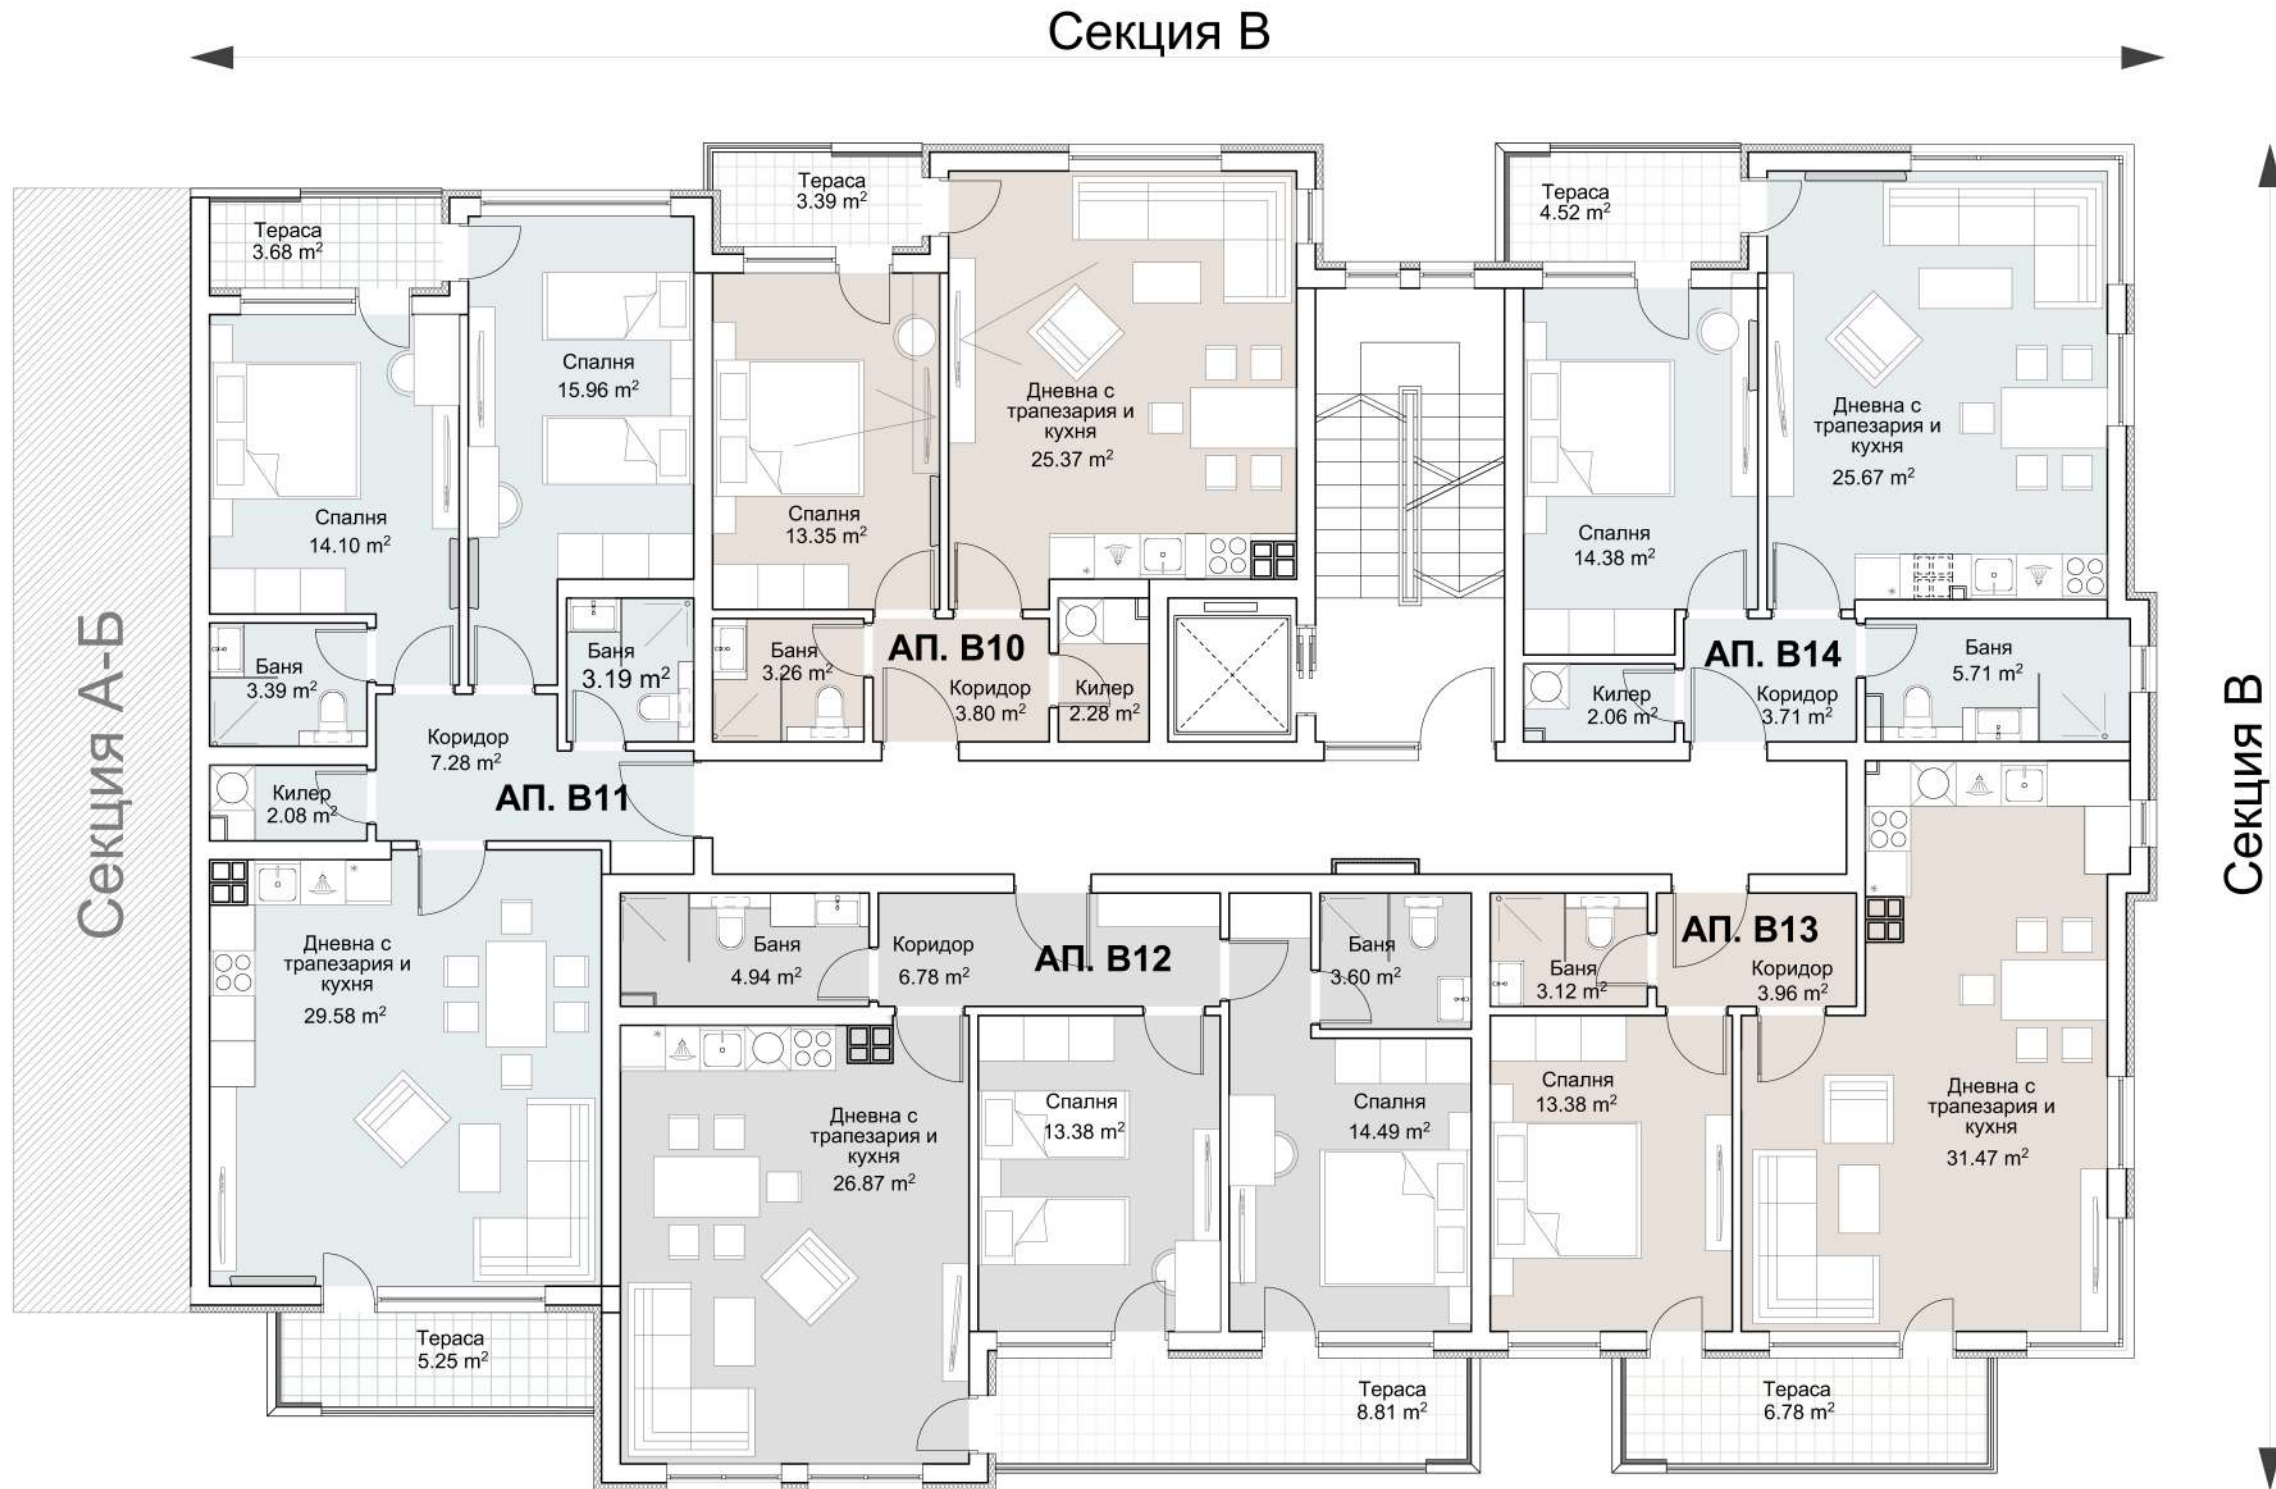 Секция В
Секция А-Б
Секция В
Тераса
3.68 m²
Спалня
14.10 m²
Спалня
15.96 m²
Баня
3.39 m²
Баня
3.19 m²
Коридор
7.28 m²
Килер
2.08 m²
АП. В11
Дневна с
трапезария и
кухня
29.58 m²
Тераса
5.25 m²
Тераса
3.39 m²
Спалня
13.35 m²
Дневна с
трапезария и
кухня
25.37 m²
Баня
3.26 m²
АП. В10
Коридор
3.80 m²
Килер
2.28 m²
Тераса
4.52 m²
Спалня
14.38 m²
Дневна с
трапезария и
кухня
25.67 m²
АП. В14
Килер
2.06 m²
Коридор
3.71 m²
Баня
5.71 m²
Баня
4.94 m²
Коридор
6.78 m²
АП. В12
Баня
3.60 m²
Дневна с
трапезария и
кухня
26.87 m²
Спалня
13.38 m²
Спалня
14.49 m²
Тераса
8.81 m²
АП. В13
Баня
3.12 m²
Коридор
3.96 m²
Спалня
13.38 m²
Дневна с
трапезария и
кухня
31.47 m²
Тераса
6.78 m²